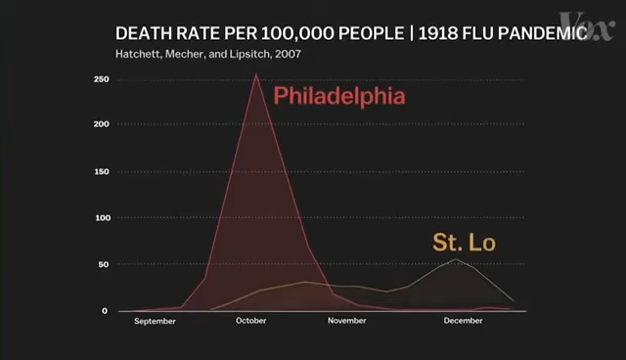 DEATH RATE PER 100,000 PEOPLE | 1918 FLU PANDEMIC
Vox
Hatchett, Mecher, and Lipsitch, 2007
250
Philadelphia
200
150
100
St. Lo
50
0
September October November December